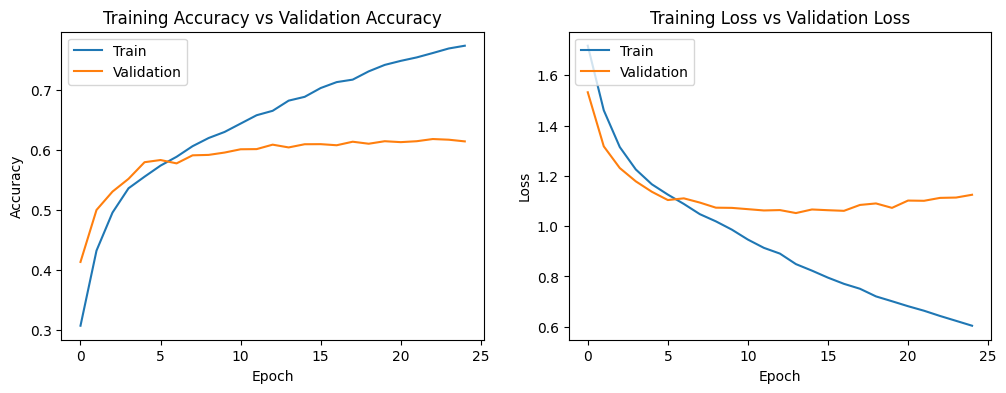 Training Accuracy vs Validation Accuracy
Train
Validation
0.7
0.6
0.5
0.4
0.3
Accuracy
0 5 10 15 20 25
Epoch
Training Loss vs Validation Loss
Train
Validation
1.6
1.4
1.2
1.0
0.8
0.6
Loss
0 5 10 15 20 25
Epoch